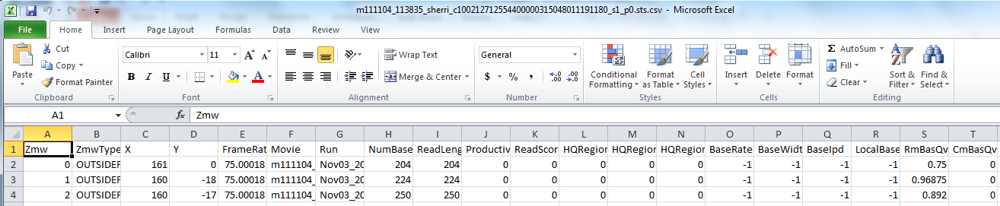 m111104_113835_sherri_c100212712554400000315048011191180_s1_p0.sts.csv - Microsoft Excel
File Home Insert Page Layout Formulas Data Review View
Paste Cut Copy Format Painter Clipboard
Calibri 11 A A B I U A Font
Wrap Text Merge & Center Alignment
General $ % , .0 .00 .00 .0 Number
Conditional Formatting Format as Table Cell Styles Styles
Insert Delete Format Cells
Σ AutoSum Fill Clear Sort & Filter Find & Select Editing
A1 fx Zmw
A B C D E F G H I J K L M N O P Q R S T
1 Zmw ZmwType X Y FrameRat Movie Run NumBase ReadLeng Productiv ReadScor HQRegion HQRegion HQRegion BaseRate BaseWidt BaseIpd LocalBase RmBasQv CmBasQv
2 0 OUTSIDEF 161 0 75.00018 m111104_ Nov03_20 204 204 0 0 0 0 0 -1 -1 -1 -1 0.75 0
3 1 OUTSIDEF 160 -18 75.00018 m111104_ Nov03_20 224 224 0 0 0 0 0 -1 -1 -1 -1 0.96875 0
4 2 OUTSIDEF 160 -17 75.00018 m111104_ Nov03_20 250 250 0 0 0 0 0 -1 -1 -1 -1 0.892 0